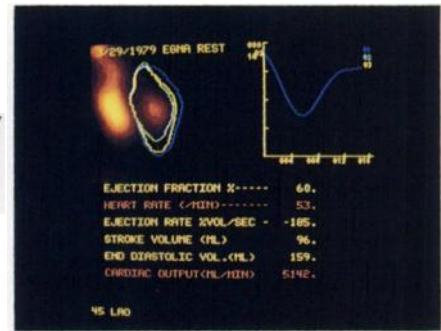 3/29/1979 EGNA REST
EJECTION FRACTION %----- 60.
HEART RATE (/MIN)------- 53.
EJECTION RATE %VOL/SEC - -185.
STROKE VOLUME (ML) 96.
END DIASTOLIC VOL.(ML) 159.
CARDIAC OUTPUT(ML/MIN) 5142.
45 LAO